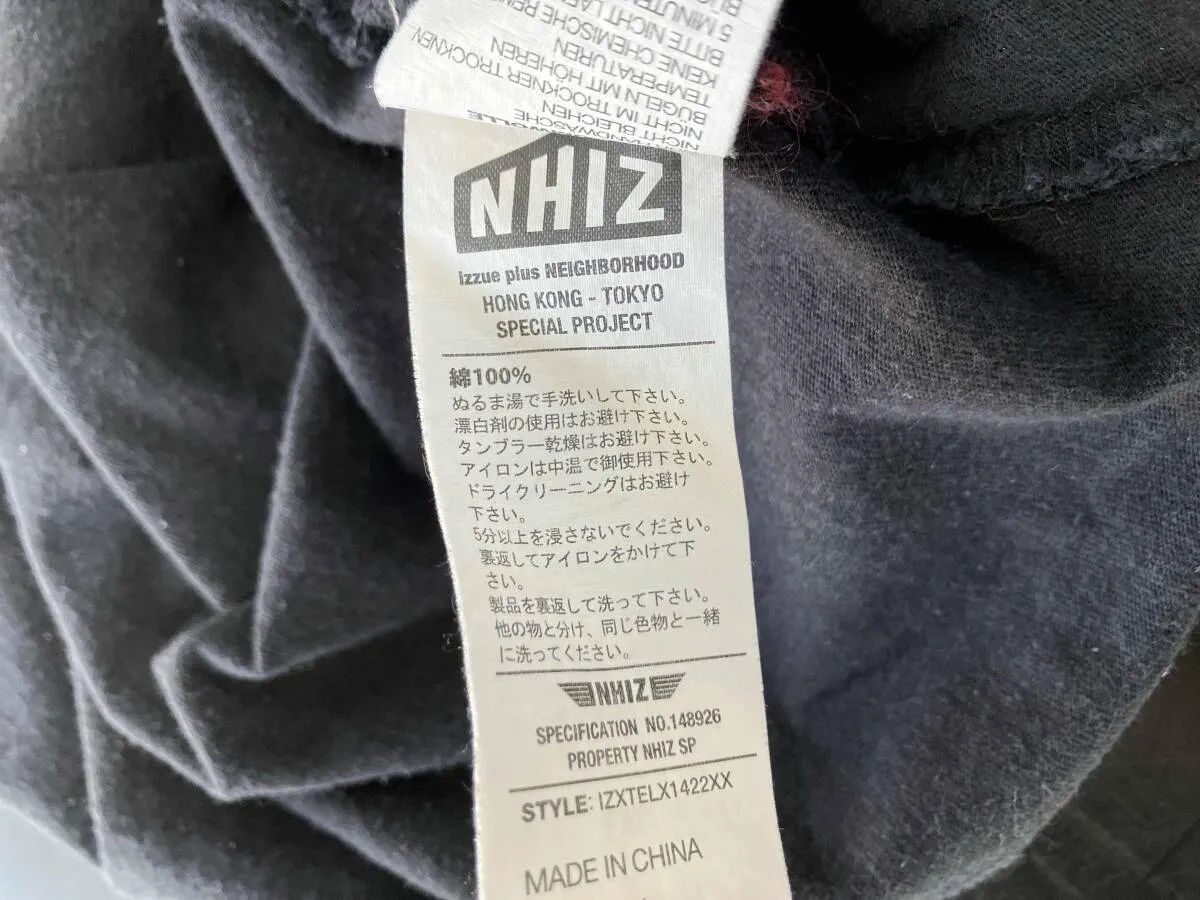 5 MINUTEN
BITTE NICHT
KEINE CHEMISCHE
TEMPERATUREN
BÜGELN MIT HÖHEREN
NICHT IM TROCKNER TROCKNEN
NICHT BLEICHEN
HANDWÄSCHE
NHIZ
izzue plus NEIGHBORHOOD
HONG KONG - TOKYO
SPECIAL PROJECT
綿100%
ぬるま湯で手洗いして下さい。
漂白剤の使用はお避け下さい。
タンブラー乾燥はお避け下さい。
アイロンは中温で御使用下さい。
ドライクリーニングはお避け
下さい。
5分以上を浸さないでください。
裏返してアイロンをかけて下
さい。
製品を裏返して洗って下さい。
他の物と分け、同じ色物と一緒
に洗ってください。
NHIZ
SPECIFICATION NO.148926
PROPERTY NHIZ SP
STYLE: IZXTELX1422XX
MADE IN CHINA